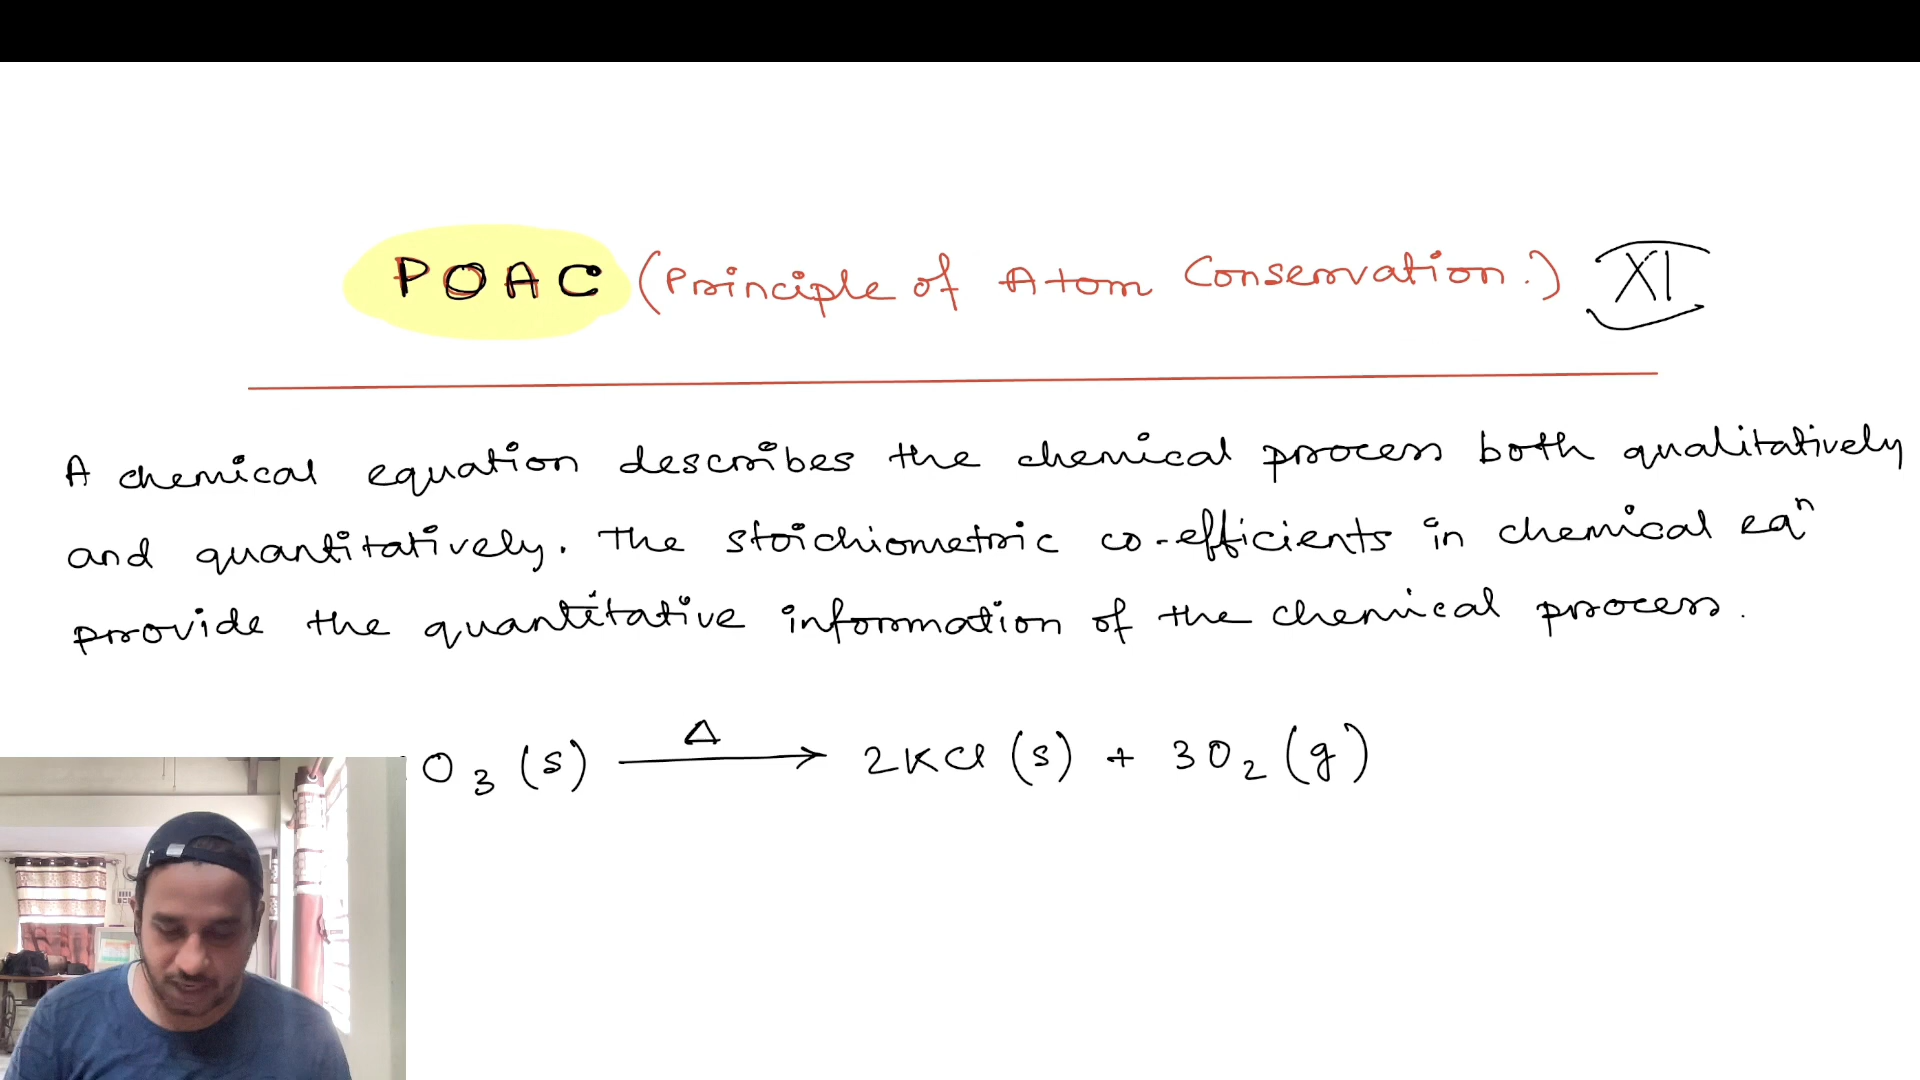 POAC (Principle of Atom Conservation.) XI
A chemical equation describes the chemical process both qualitatively
and quantitatively. The stoichiometric co-efficients in chemical eqⁿ
provide the quantitative information of the chemical process.
O₃ (s) —Δ→ 2KCl (s) + 3O₂ (g)